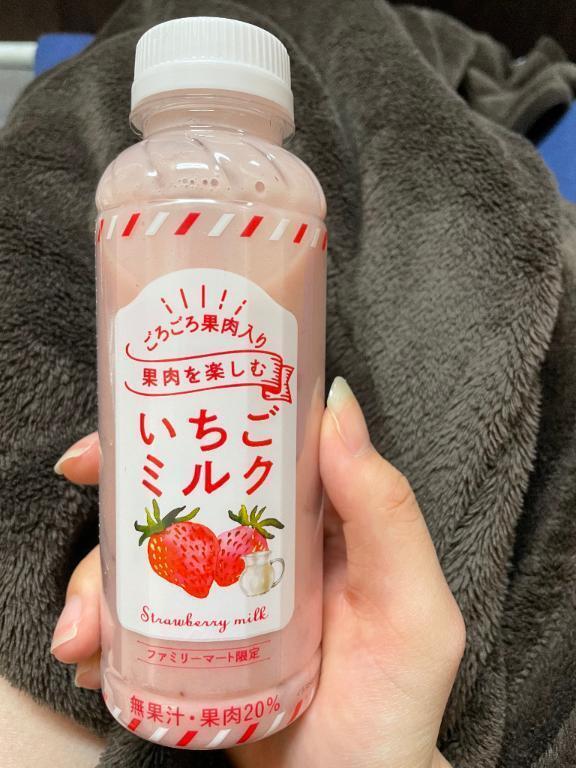 ごろごろ果肉入り
果肉を楽しむ
いちご
ミルク
Strawberry milk
ファミリーマート限定
無果汁・果肉20%